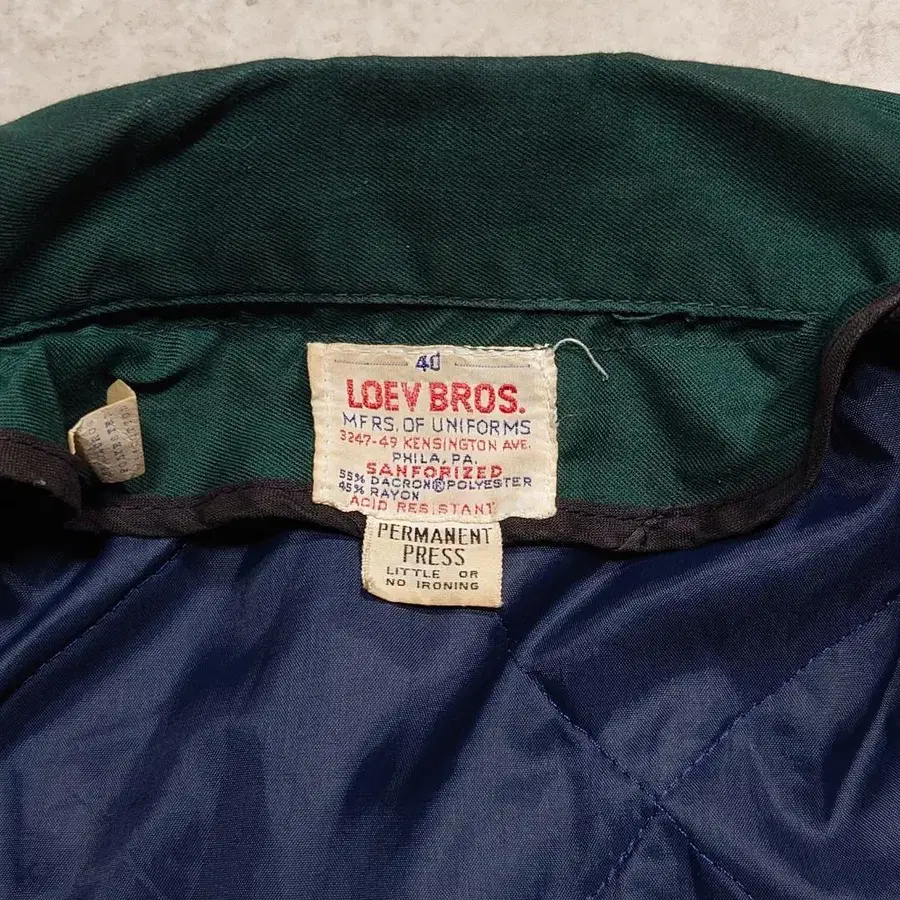 40
LOEV BROS.
MFRS. OF UNIFORMS
3247-49 KENSINGTON AVE.
PHILA, PA.
SANFORIZED
55% DACRON® POLYESTER
45% RAYON
ACID RESISTANT
PERMANENT
PRESS
LITTLE OR
NO IRONING